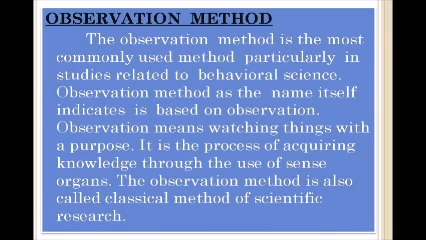 OBSERVATION METHOD
The observation method is the most
commonly used method particularly in
studies related to behavioral science.
Observation method as the name itself
indicates is based on observation.
Observation means watching things with
a purpose. It is the process of acquiring
knowledge through the use of sense
organs. The observation method is also
called classical method of scientific
research.